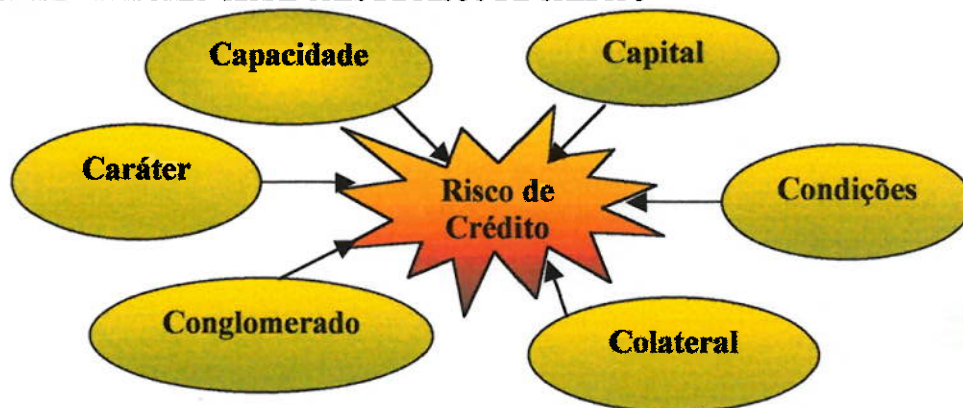 Capacidade
Capital
Caráter
Risco de
Crédito
Condições
Conglomerado
Colateral